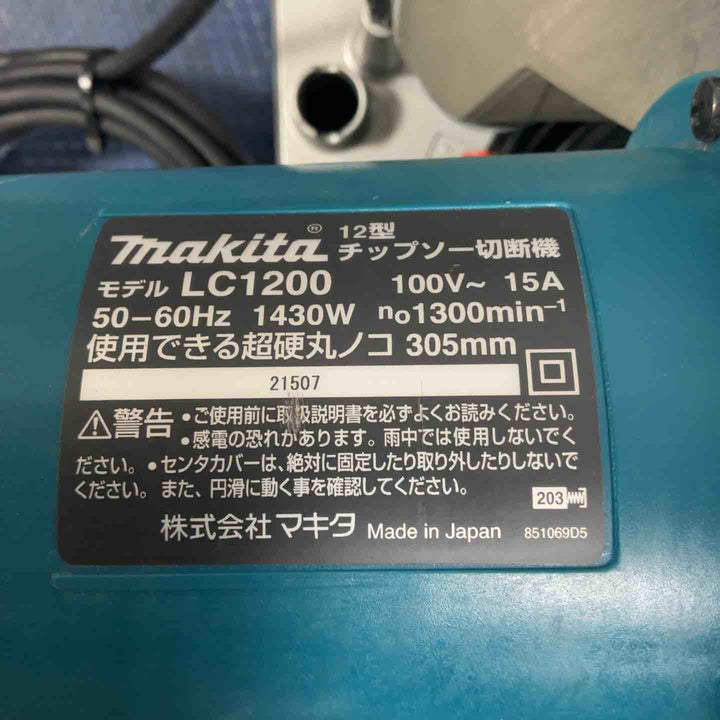 makita® 12型 チップソー切断機
モデル LC1200 100V~ 15A
50-60Hz 1430W n₀1300min⁻¹
使用できる超硬丸ノコ 305mm
21507
⚠警告 •ご使用前に取扱説明書を必ずよくお読みください。
•感電の恐れがあります。雨中では使用しないでく
ださい。•センタカバーは、絶対に固定したり取り外したりしないで
ください。また、円滑に動く事を確認してください。
203
株式会社 マキタ Made in Japan 851069D5